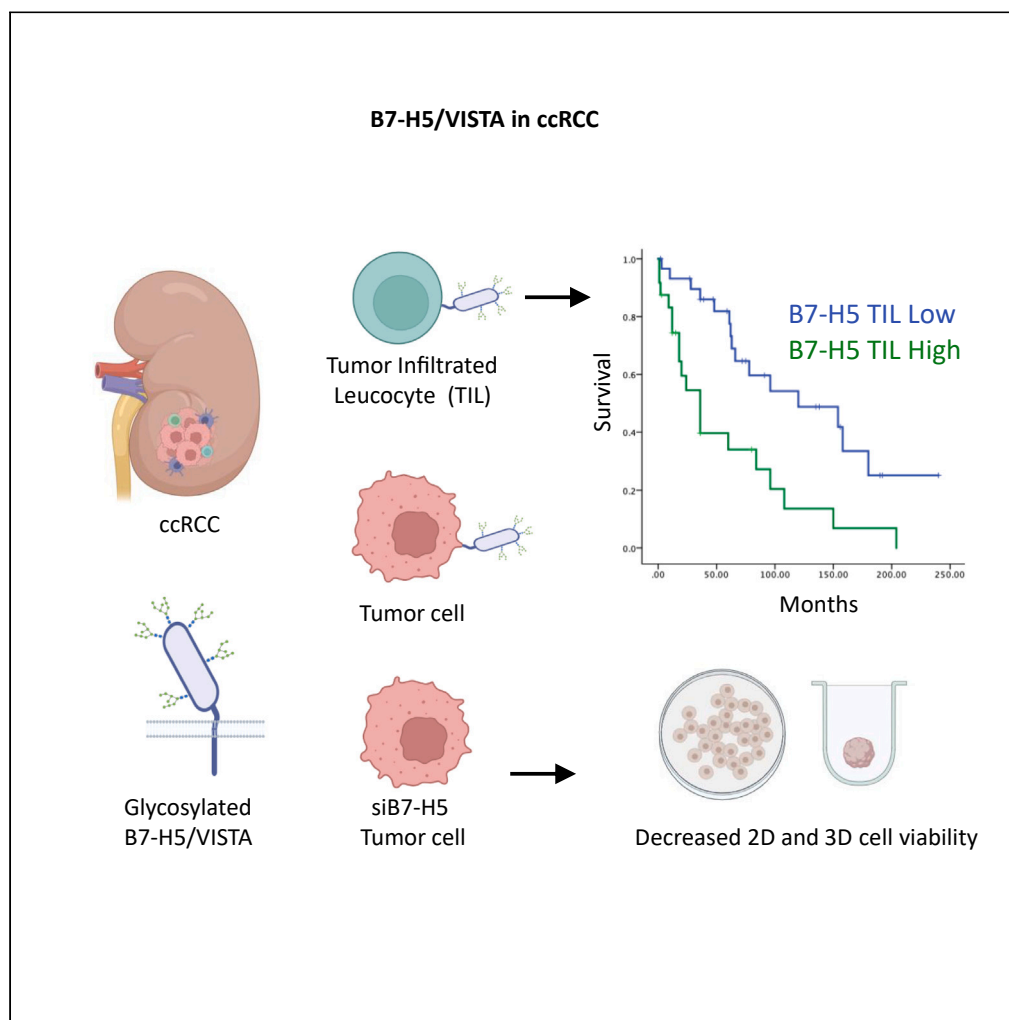 B7-H5/VISTA in ccRCC
ccRCC
Glycosylated
B7-H5/VISTA
Tumor Infiltrated
Leucocyte (TIL)
Tumor cell
siB7-H5
Tumor cell
B7-H5 TIL Low
B7-H5 TIL High
Survival
1.0
0.8
0.6
0.4
0.2
0.0
.00
50.00
100.00
150.00
200.00
250.00
Months
Decreased 2D and 3D cell viability